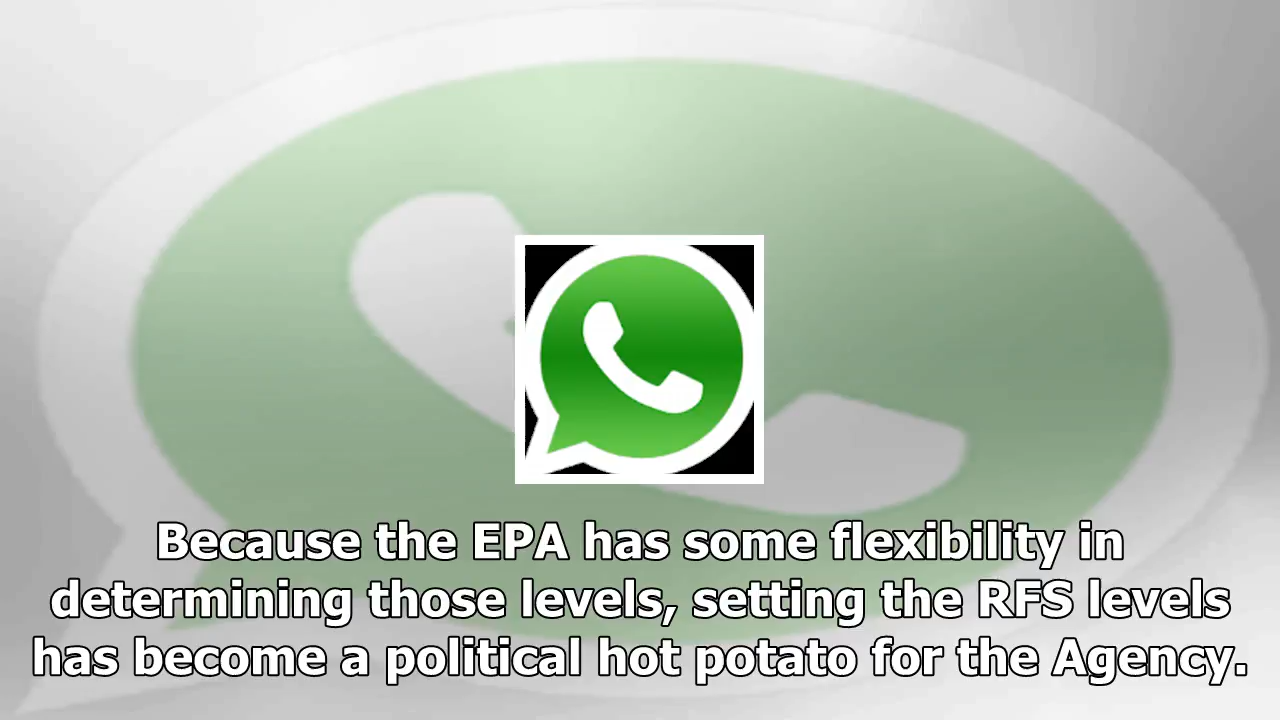 Because the EPA has some flexibility in
determining those levels, setting the RFS levels
has become a political hot potato for the Agency.